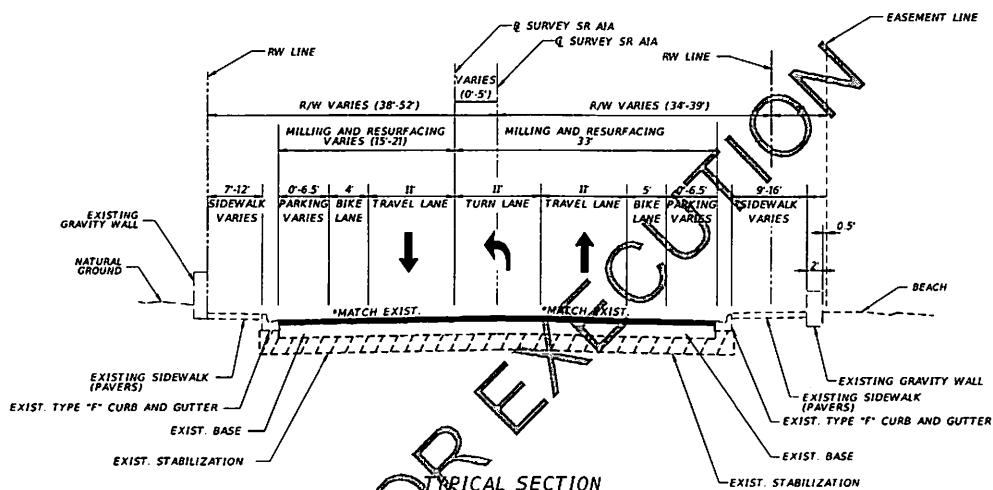 ℄ SURVEY SR A1A
EASEMENT LINE
℄ SURVEY SR A1A
RW LINE
RW LINE
VARIES
(0'-5')
R/W VARIES (38'-52')
R/W VARIES (34'-39')
MILLING AND RESURFACING
VARIES (15'-21)
MILLING AND RESURFACING
33'
7'-12'
SIDEWALK
VARIES
0'-6.5'
PARKING
VARIES
4'
BIKE
LANE
11'
TRAVEL LANE
11'
TURN LANE
11'
TRAVEL LANE
5'
BIKE
LANE
0'-6.5'
PARKING
VARIES
9'-16'
SIDEWALK
VARIES
0.5'
2'
EXISTING
GRAVITY WALL
NATURAL
GROUND
BEACH
*MATCH EXIST.
*MATCH EXIST.
EXISTING SIDEWALK
(PAVERS)
EXIST. TYPE "F" CURB AND GUTTER
EXIST. BASE
EXIST. STABILIZATION
EXISTING GRAVITY WALL
EXISTING SIDEWALK
(PAVERS)
EXIST. TYPE "F" CURB AND GUTTER
EXIST. BASE
EXIST. STABILIZATION
TYPICAL SECTION
OR EXECUTION